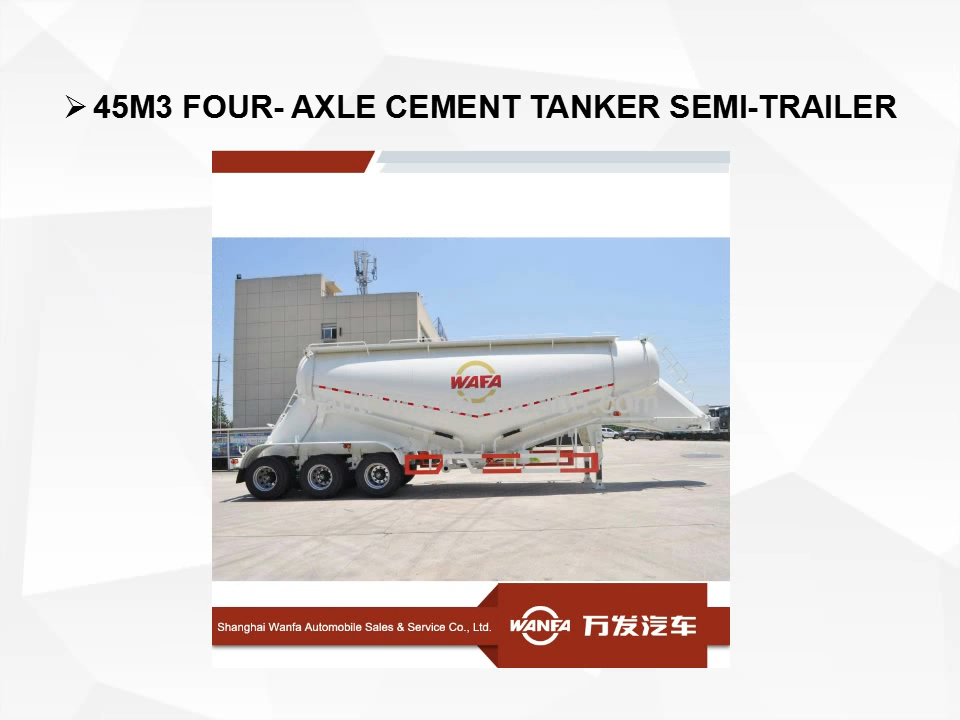 ➢ 45M3 FOUR- AXLE CEMENT TANKER SEMI-TRAILER
WAFA
Shanghai Wanfa Automobile Sales & Service Co., Ltd.
WANFA 万发汽车